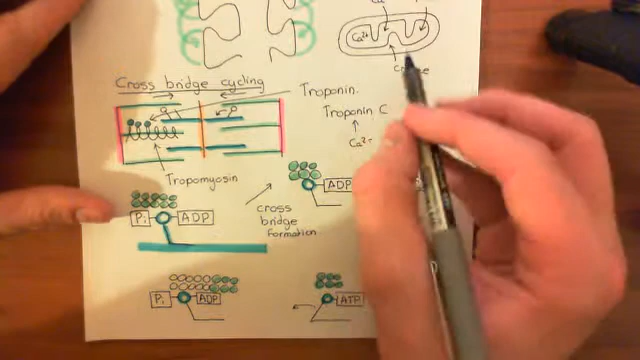 Ca²⁺
Cross bridge cycling
Troponin.
Troponin C
Ca²⁺
Tropomyosin
Pi ADP
ADP
cross
bridge
formation
Pi ADP
ATP